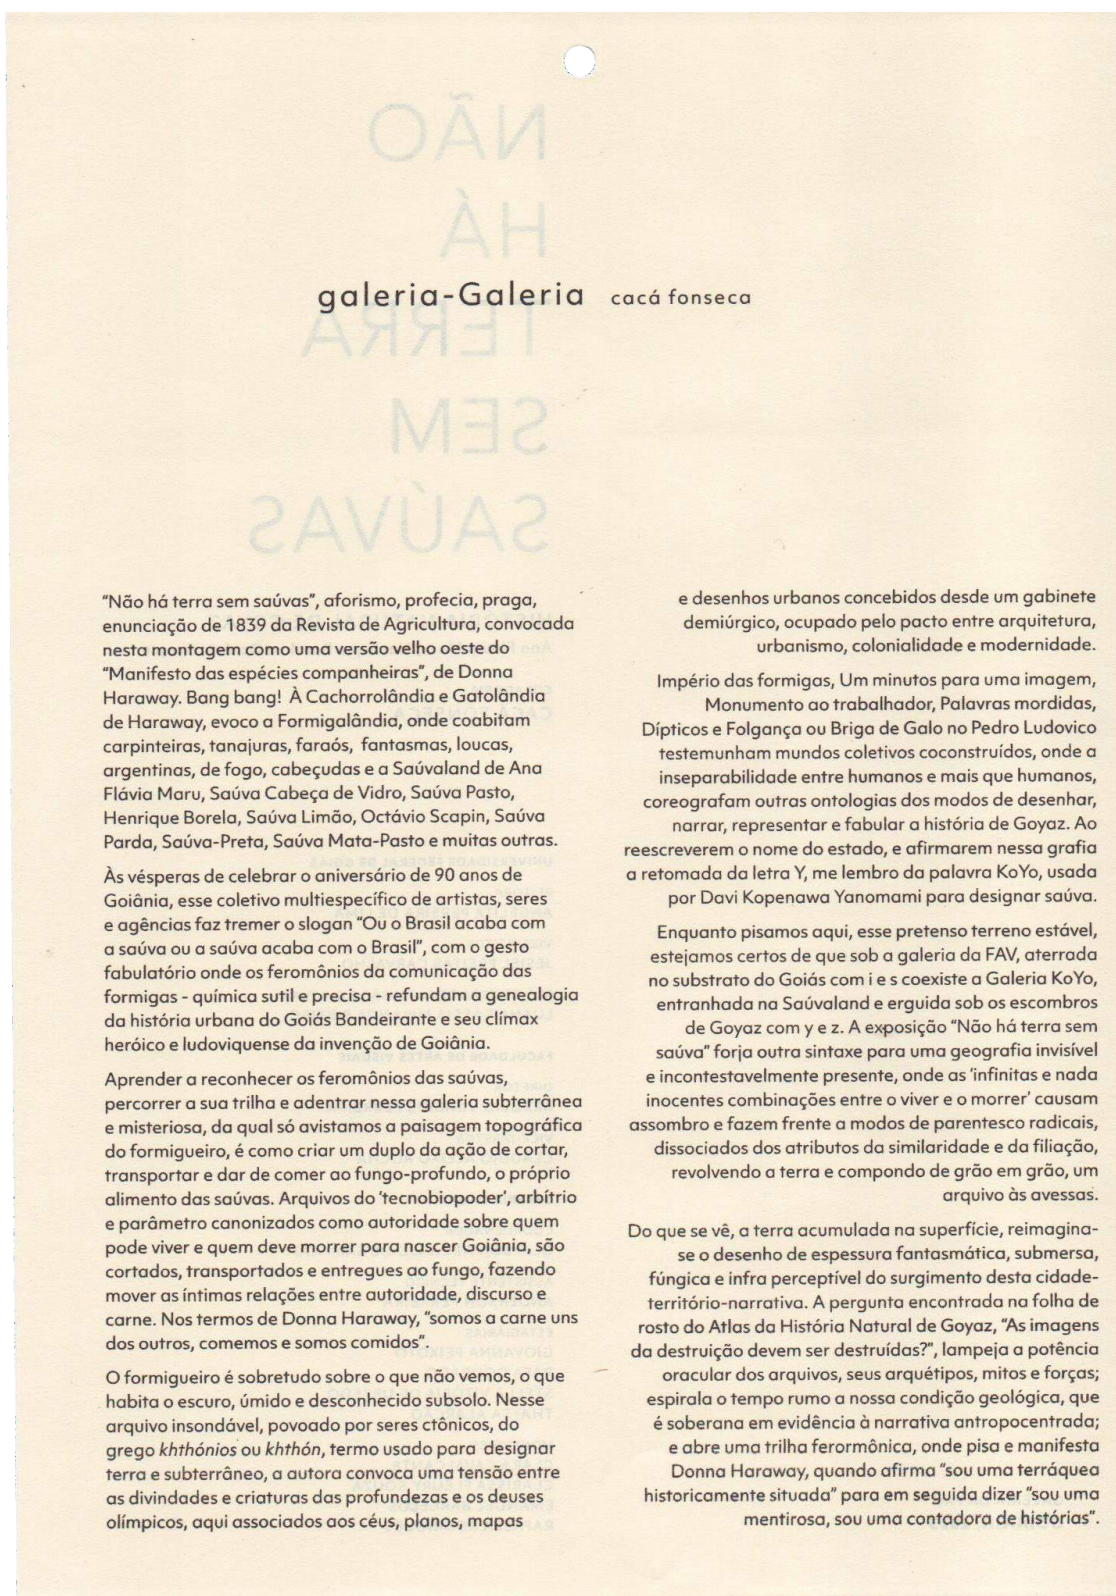 galeria-Galeria cacá fonseca
“Não há terra sem saúvas”, aforismo, profecia, praga,
enunciação de 1839 da Revista de Agricultura, convocada
nesta montagem como uma versão velho oeste do
“Manifesto das espécies companheiras”, de Donna
Haraway. Bang bang! À Cachorrolândia e Gatolândia
de Haraway, evoco a Formigalândia, onde coabitam
carpinteiras, tanajuras, faraós, fantasmas, loucas,
argentinas, de fogo, cabeçudas e a Saúvaland de Ana
Flávia Maru, Saúva Cabeça de Vidro, Saúva Pasto,
Henrique Borela, Saúva Limão, Octávio Scapin, Saúva
Parda, Saúva-Preta, Saúva Mata-Pasto e muitas outras.
Às vésperas de celebrar o aniversário de 90 anos de
Goiânia, esse coletivo multiespecífico de artistas, seres
e agências faz tremer o slogan “Ou o Brasil acaba com
a saúva ou a saúva acaba com o Brasil”, com o gesto
fabulatório onde os feromônios da comunicação das
formigas - química sutil e precisa - refundam a genealogia
da história urbana do Goiás Bandeirante e seu clímax
heróico e ludoviquense da invenção de Goiânia.
Aprender a reconhecer os feromônios das saúvas,
percorrer a sua trilha e adentrar nessa galeria subterrânea
e misteriosa, da qual só avistamos a paisagem topográfica
do formigueiro, é como criar um duplo da ação de cortar,
transportar e dar de comer ao fungo-profundo, o próprio
alimento das saúvas. Arquivos do ‘tecnobiopoder’, arbítrio
e parâmetro canonizados como autoridade sobre quem
pode viver e quem deve morrer para nascer Goiânia, são
cortados, transportados e entregues ao fungo, fazendo
mover as íntimas relações entre autoridade, discurso e
carne. Nos termos de Donna Haraway, “somos a carne uns
dos outros, comemos e somos comidos”.
O formigueiro é sobretudo sobre o que não vemos, o que
habita o escuro, úmido e desconhecido subsolo. Nesse
arquivo insondável, povoado por seres ctônicos, do
grego khthónios ou khthón, termo usado para designar
terra e subterrâneo, a autora convoca uma tensão entre
as divindades e criaturas das profundezas e os deuses
olímpicos, aqui associados aos céus, planos, mapas
e desenhos urbanos concebidos desde um gabinete
demiúrgico, ocupado pelo pacto entre arquitetura,
urbanismo, colonialidade e modernidade.
Império das formigas, Um minutos para uma imagem,
Monumento ao trabalhador, Palavras mordidas,
Dípticos e Folgança ou Briga de Galo no Pedro Ludovico
testemunham mundos coletivos coconstruídos, onde a
inseparabilidade entre humanos e mais que humanos,
coreografam outras ontologias dos modos de desenhar,
narrar, representar e fabular a história de Goyaz. Ao
reescreverem o nome do estado, e afirmarem nessa grafia
a retomada da letra Y, me lembro da palavra KoYo, usada
por Davi Kopenawa Yanomami para designar saúva.
Enquanto pisamos aqui, esse pretenso terreno estável,
estejamos certos de que sob a galeria da FAV, aterrada
no substrato do Goiás com i e s coexiste a Galeria KoYo,
entranhada na Saúvaland e erguida sob os escombros
de Goyaz com y e z. A exposição “Não há terra sem
saúva” forja outra sintaxe para uma geografia invisível
e incontestavelmente presente, onde as ‘infinitas e nada
inocentes combinações entre o viver e o morrer’ causam
assombro e fazem frente a modos de parentesco radicais,
dissociados dos atributos da similaridade e da filiação,
revolvendo a terra e compondo de grão em grão, um
arquivo às avessas.
Do que se vê, a terra acumulada na superfície, reimagina-
se o desenho de espessura fantasmática, submersa,
fúngica e infra perceptível do surgimento desta cidade-
território-narrativa. A pergunta encontrada na folha de
rosto do Atlas da História Natural de Goyaz, “As imagens
da destruição devem ser destruídas?”, lampeja a potência
oracular dos arquivos, seus arquétipos, mitos e forças;
espirala o tempo rumo a nossa condição geológica, que
é soberana em evidência à narrativa antropocentrada;
e abre uma trilha ferormônica, onde pisa e manifesta
Donna Haraway, quando afirma “sou uma terráquea
historicamente situada” para em seguida dizer “sou uma
mentirosa, sou uma contadora de histórias”.